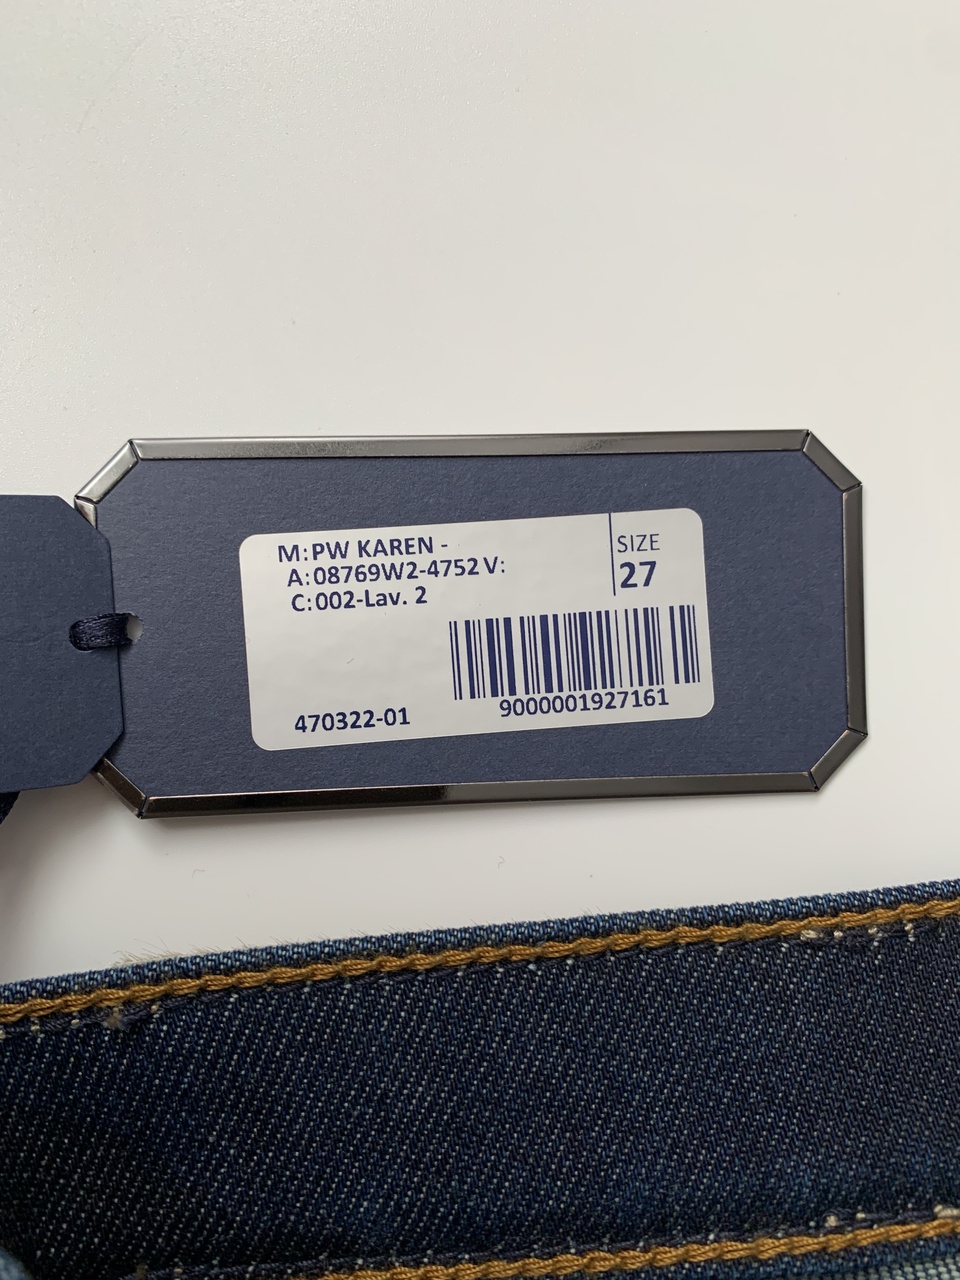 M: PW KAREN -
A: 08769W2-4752 V:
C: 002-Lav. 2
SIZE
27
9000001927161
470322-01